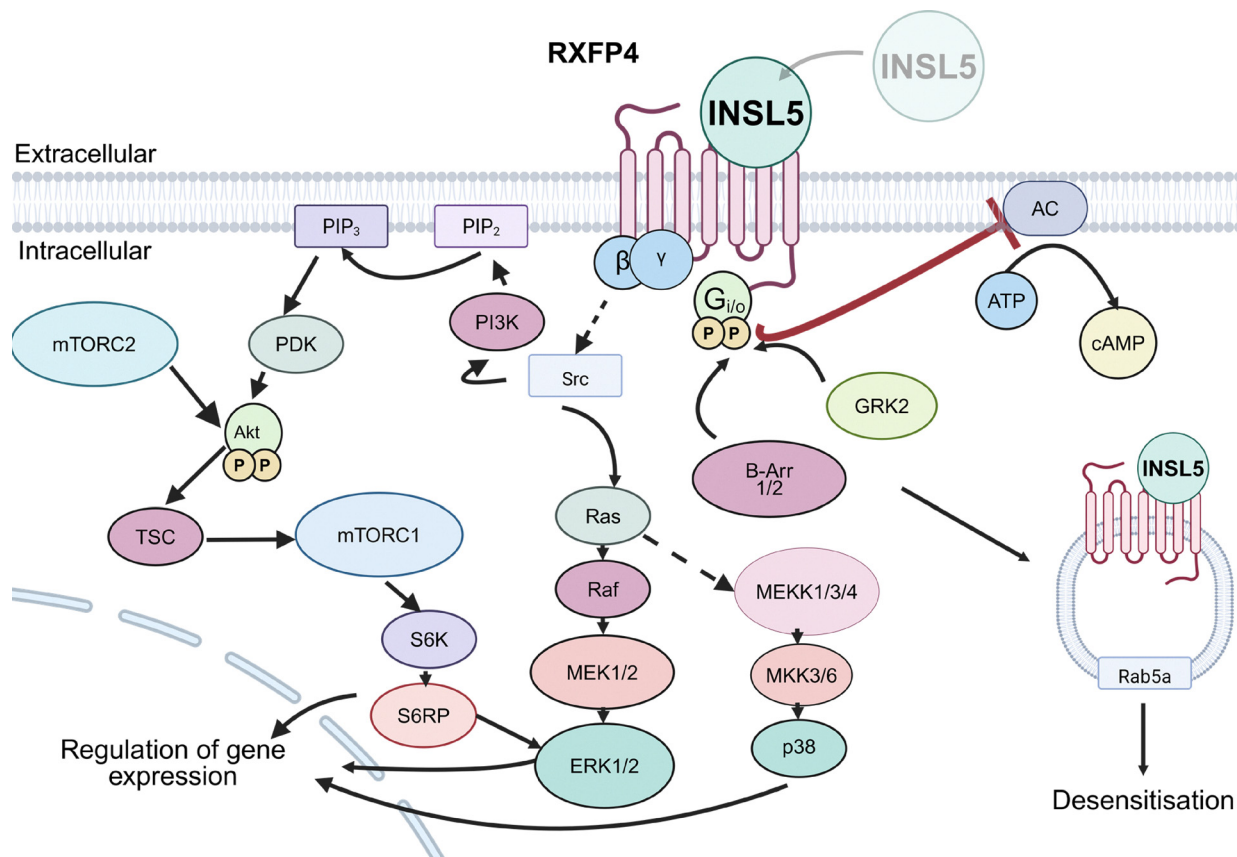 RXFP4
INSL5
INSL5
Extracellular
Intracellular
PIP₃
PIP₂
β
γ
AC
Gi/o
P P
ATP
cAMP
mTORC2
PDK
PI3K
Src
GRK2
Akt
P P
B-Arr
1/2
INSL5
TSC
mTORC1
Ras
Raf
MEKK1/3/4
S6K
MEK1/2
MKK3/6
Rab5a
S6RP
ERK1/2
p38
Regulation of gene
expression
Desensitisation